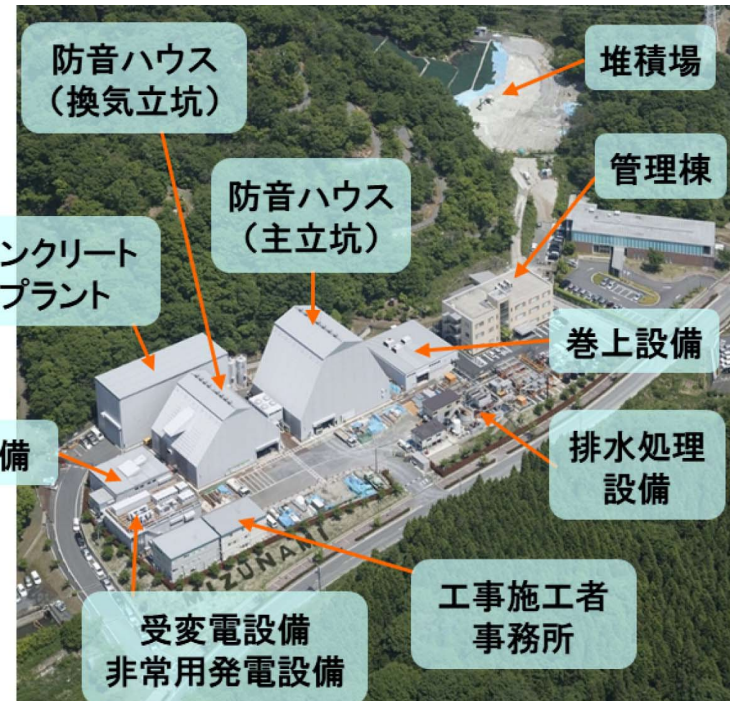 防音ハウス
（換気立坑）
堆積場
管理棟
防音ハウス
（主立坑）
ンクリート
プラント
巻上設備
備
排水処理
設備
MIZUNAMI
工事施工者
事務所
受変電設備
非常用発電設備